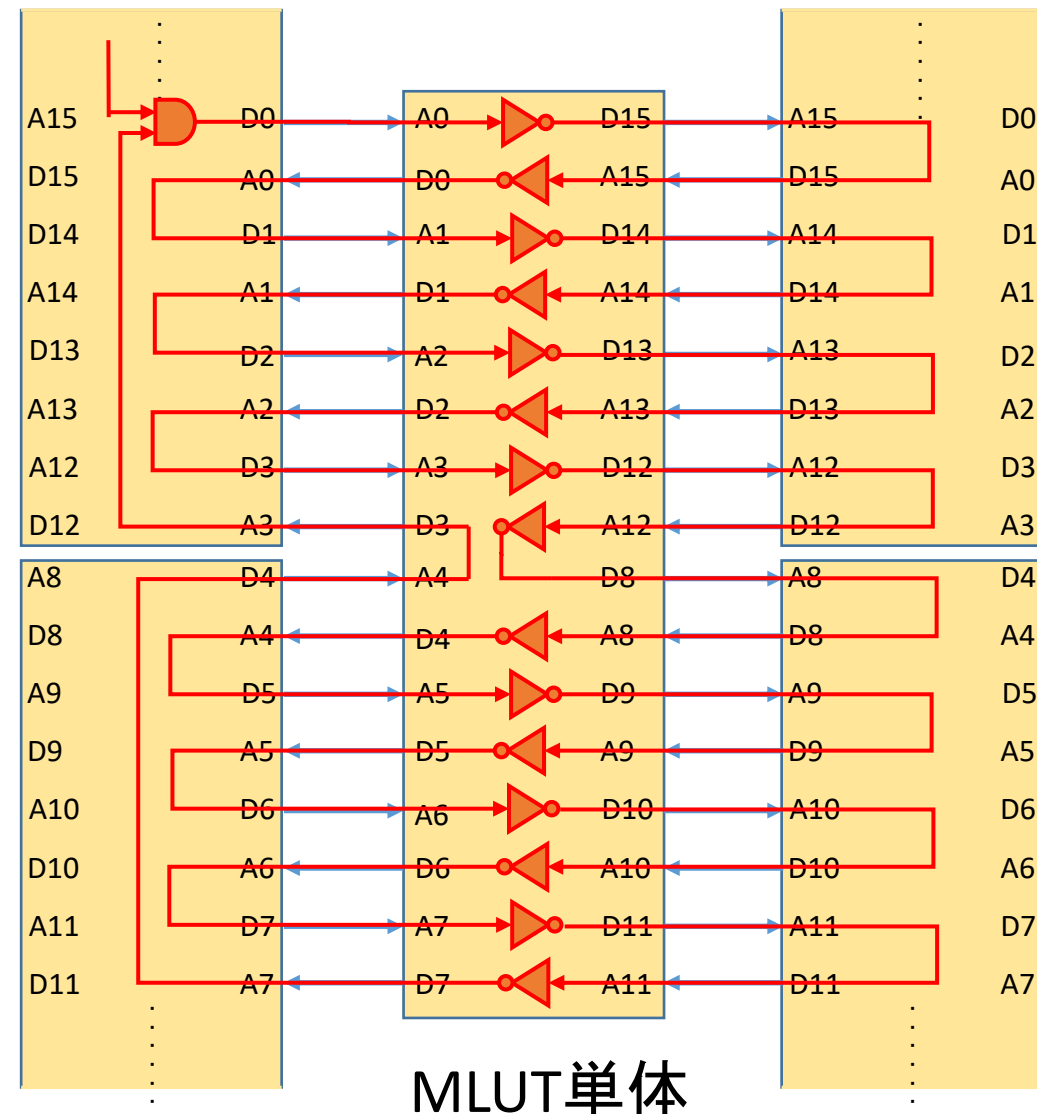 A15 D0 A0 D15 A15 D0
D15 A0 D0 A15 D15 A0
D14 D1 A1 D14 A14 D1
A14 A1 D1 A14 D14 A1
D13 D2 A2 D13 A13 D2
A13 A2 D2 A13 D13 A2
A12 D3 A3 D12 A12 D3
D12 A3 D3 A12 D12 A3
A8 D4 A4 D8 A8 D4
D8 A4 D4 A8 D8 A4
A9 D5 A5 D9 A9 D5
D9 A5 D5 A9 D9 A5
A10 D6 A6 D10 A10 D6
D10 A6 D6 A10 D10 A6
A11 D7 A7 D11 A11 D7
D11 A7 D7 A11 D11 A7
MLUT単体